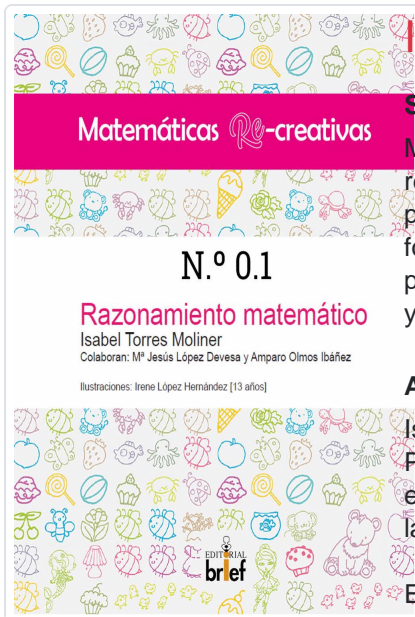 Matemáticas Re-creativas
N.º 0.1
Razonamiento matemático
Isabel Torres Moliner
Colaboran: Mª Jesús López Devesa y Amparo Olmos Ibáñez
Ilustraciones: Irene López Hernández [13 años]
EDITORIAL
brief